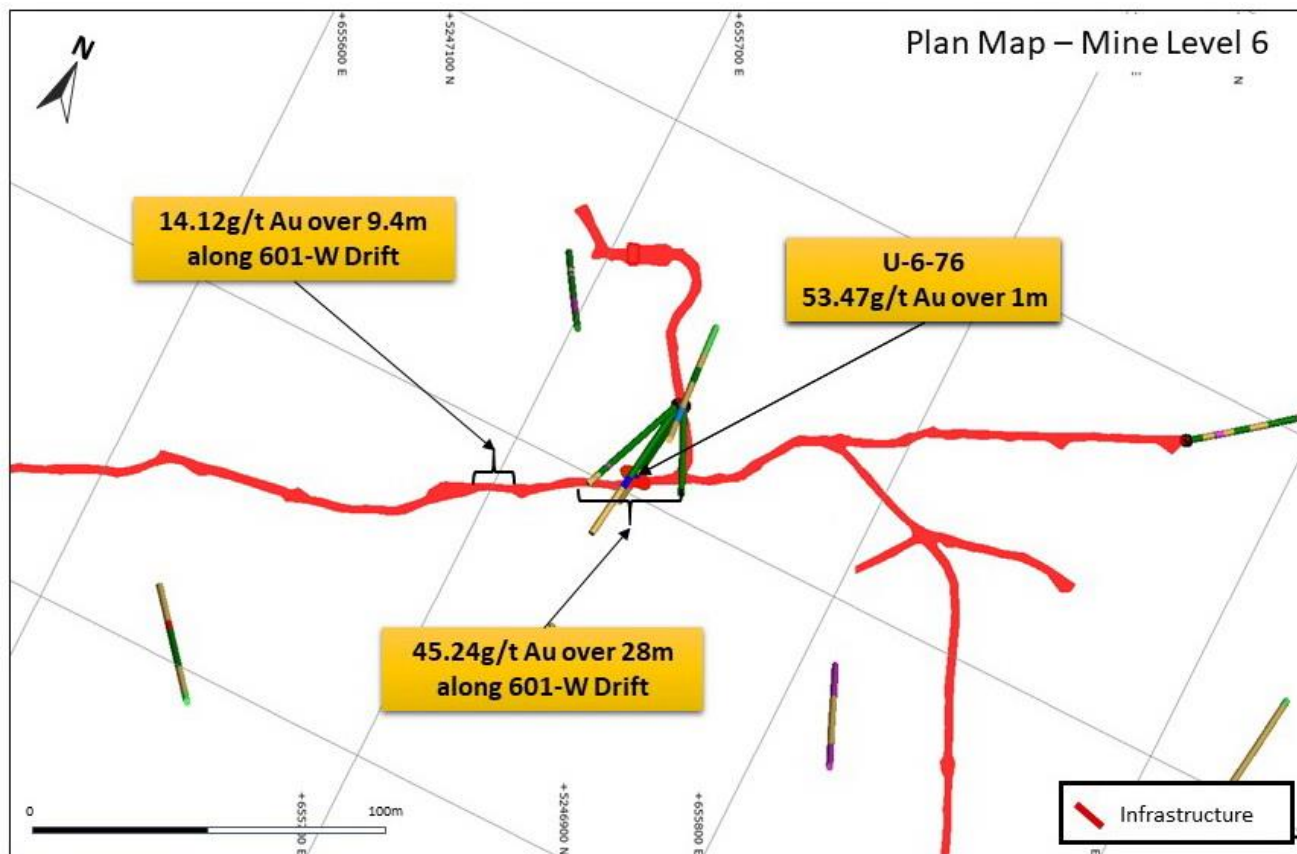 Plan Map – Mine Level 6
N
+655600 E
+5247100 N
+655700 E
N
14.12g/t Au over 9.4m
along 601-W Drift
U-6-76
53.47g/t Au over 1m
45.24g/t Au over 28m
along 601-W Drift
0
100m
+5246900 N
+655800 E
E
Infrastructure